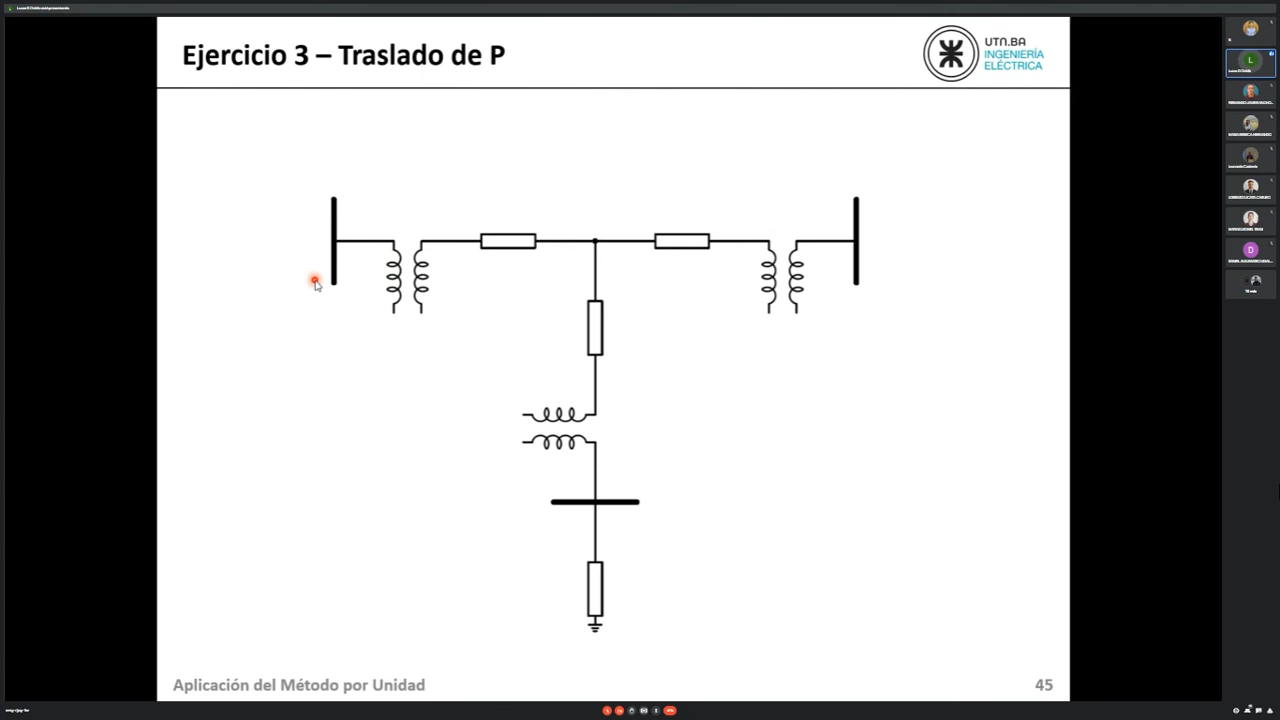 Ejercicio 3 – Traslado de P
UTN.BA
INGENIERÍA
ELÉCTRICA
L
D
Aplicación del Método por Unidad
45